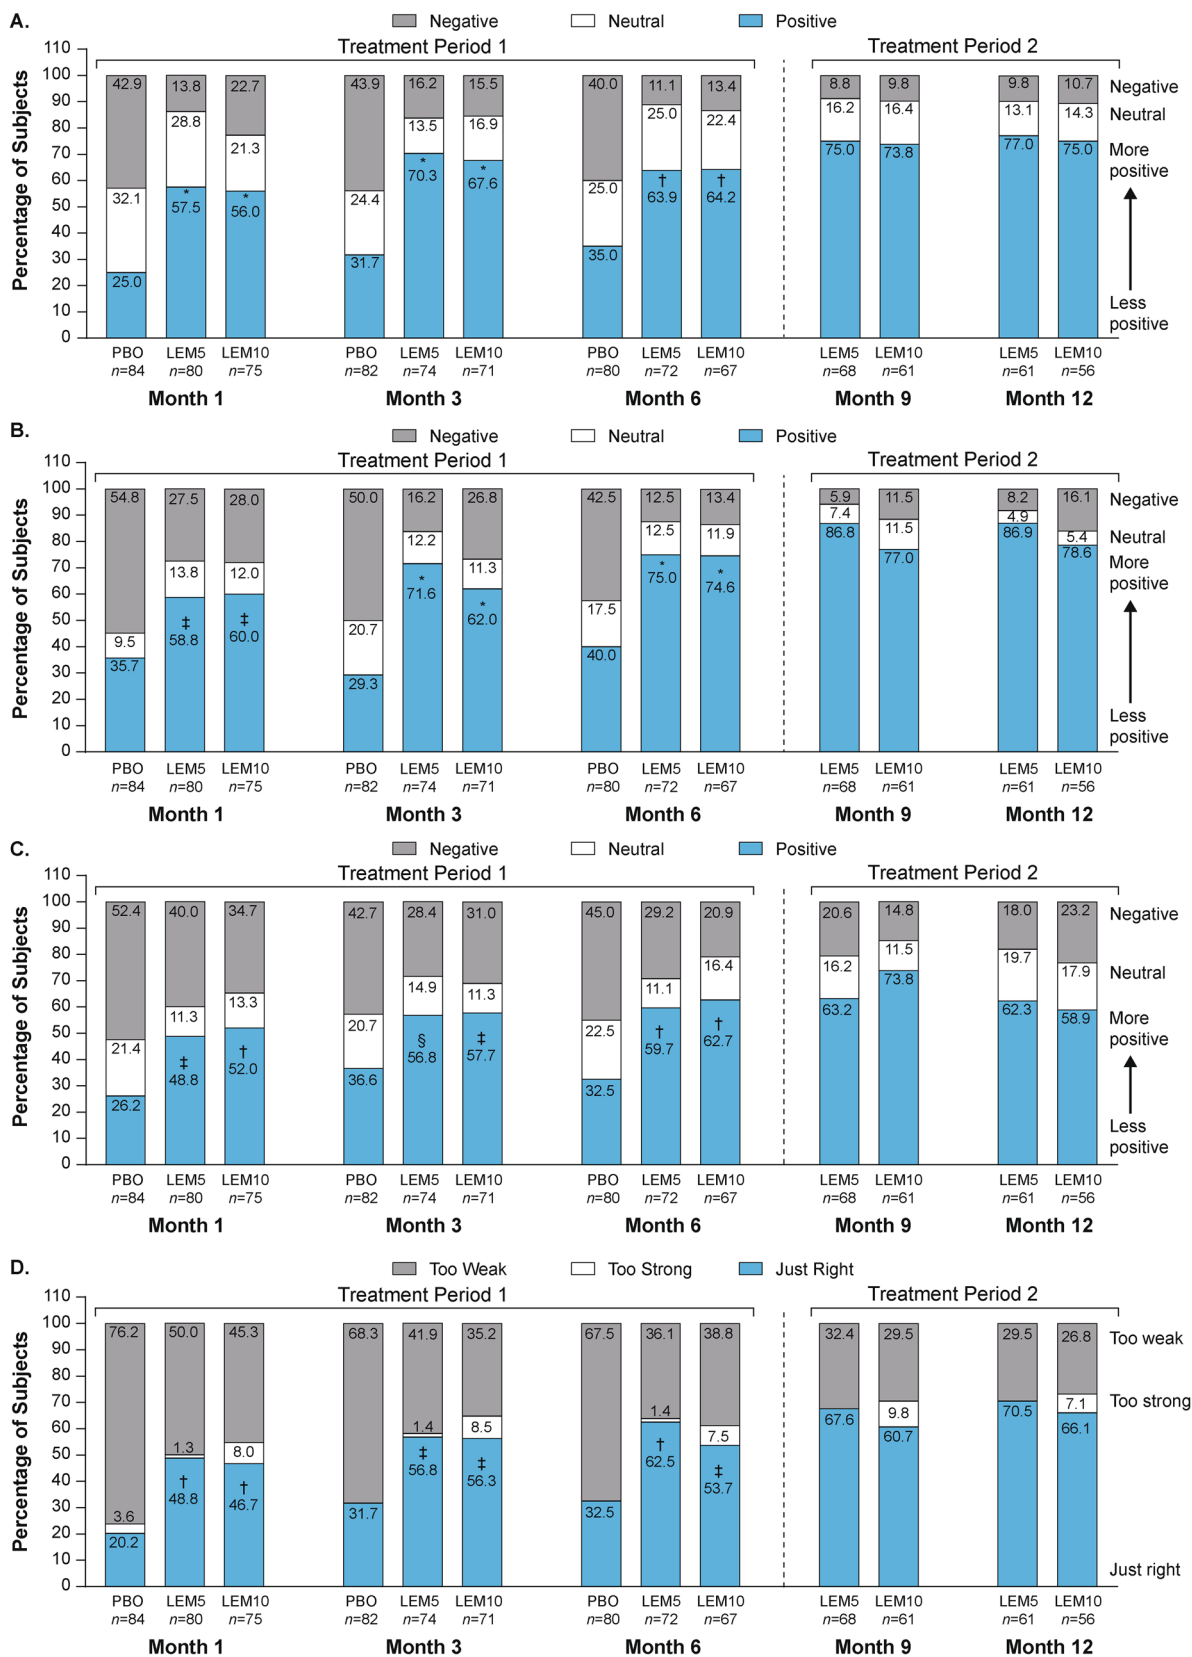 A.
Negative Neutral Positive
Treatment Period 1 Treatment Period 2
Percentage of Subjects
110
100
90
80
70
60
50
40
30
20
10
0
42.9 13.8 22.7 43.9 16.2 15.5 40.0 11.1 13.4 8.8 9.8 9.8 10.7 Negative
32.1 28.8 21.3 24.4 13.5 16.9 25.0 25.0 22.4 16.2 16.4 13.1 14.3 Neutral
* * * * † †
25.0 57.5 56.0 31.7 70.3 67.6 35.0 63.9 64.2 75.0 73.8 77.0 75.0
More
positive
Less
positive
PBO LEM5 LEM10 PBO LEM5 LEM10 PBO LEM5 LEM10 LEM5 LEM10 LEM5 LEM10
n=84 n=80 n=75 n=82 n=74 n=71 n=80 n=72 n=67 n=68 n=61 n=61 n=56
Month 1 Month 3 Month 6 Month 9 Month 12
B.
Negative Neutral Positive
Treatment Period 1 Treatment Period 2
Percentage of Subjects
110
100
90
80
70
60
50
40
30
20
10
0
54.8 27.5 28.0 50.0 16.2 26.8 42.5 12.5 13.4 5.9 11.5 8.2 16.1 Negative
9.5 13.8 12.0 20.7 12.2 11.3 17.5 12.5 11.9 7.4 11.5 4.9 5.4 Neutral
‡ ‡ * * * *
35.7 58.8 60.0 29.3 71.6 62.0 40.0 75.0 74.6 86.8 77.0 86.9 78.6
More
positive
Less
positive
PBO LEM5 LEM10 PBO LEM5 LEM10 PBO LEM5 LEM10 LEM5 LEM10 LEM5 LEM10
n=84 n=80 n=75 n=82 n=74 n=71 n=80 n=72 n=67 n=68 n=61 n=61 n=56
Month 1 Month 3 Month 6 Month 9 Month 12
C.
Negative Neutral Positive
Treatment Period 1 Treatment Period 2
Percentage of Subjects
110
100
90
80
70
60
50
40
30
20
10
0
52.4 40.0 34.7 42.7 28.4 31.0 45.0 29.2 20.9 20.6 14.8 18.0 23.2 Negative
21.4 11.3 13.3 20.7 14.9 11.3 22.5 11.1 16.4 16.2 11.5 19.7 17.9 Neutral
‡ † § ‡ † †
26.2 48.8 52.0 36.6 56.8 57.7 32.5 59.7 62.7 63.2 73.8 62.3 58.9
More
positive
Less
positive
PBO LEM5 LEM10 PBO LEM5 LEM10 PBO LEM5 LEM10 LEM5 LEM10 LEM5 LEM10
n=84 n=80 n=75 n=82 n=74 n=71 n=80 n=72 n=67 n=68 n=61 n=61 n=56
Month 1 Month 3 Month 6 Month 9 Month 12
D.
Too Weak Too Strong Just Right
Treatment Period 1 Treatment Period 2
Percentage of Subjects
110
100
90
80
70
60
50
40
30
20
10
0
76.2 50.0 45.3 68.3 41.9 35.2 67.5 36.1 38.8 32.4 29.5 29.5 26.8 Too weak
3.6 1.3 8.0 1.4 8.5 1.4 7.5 9.8 7.1 Too strong
† † ‡ ‡ † ‡
20.2 48.8 46.7 31.7 56.8 56.3 32.5 62.5 53.7 67.6 60.7 70.5 66.1
Just right
PBO LEM5 LEM10 PBO LEM5 LEM10 PBO LEM5 LEM10 LEM5 LEM10 LEM5 LEM10
n=84 n=80 n=75 n=82 n=74 n=71 n=80 n=72 n=67 n=68 n=61 n=61 n=56
Month 1 Month 3 Month 6 Month 9 Month 12